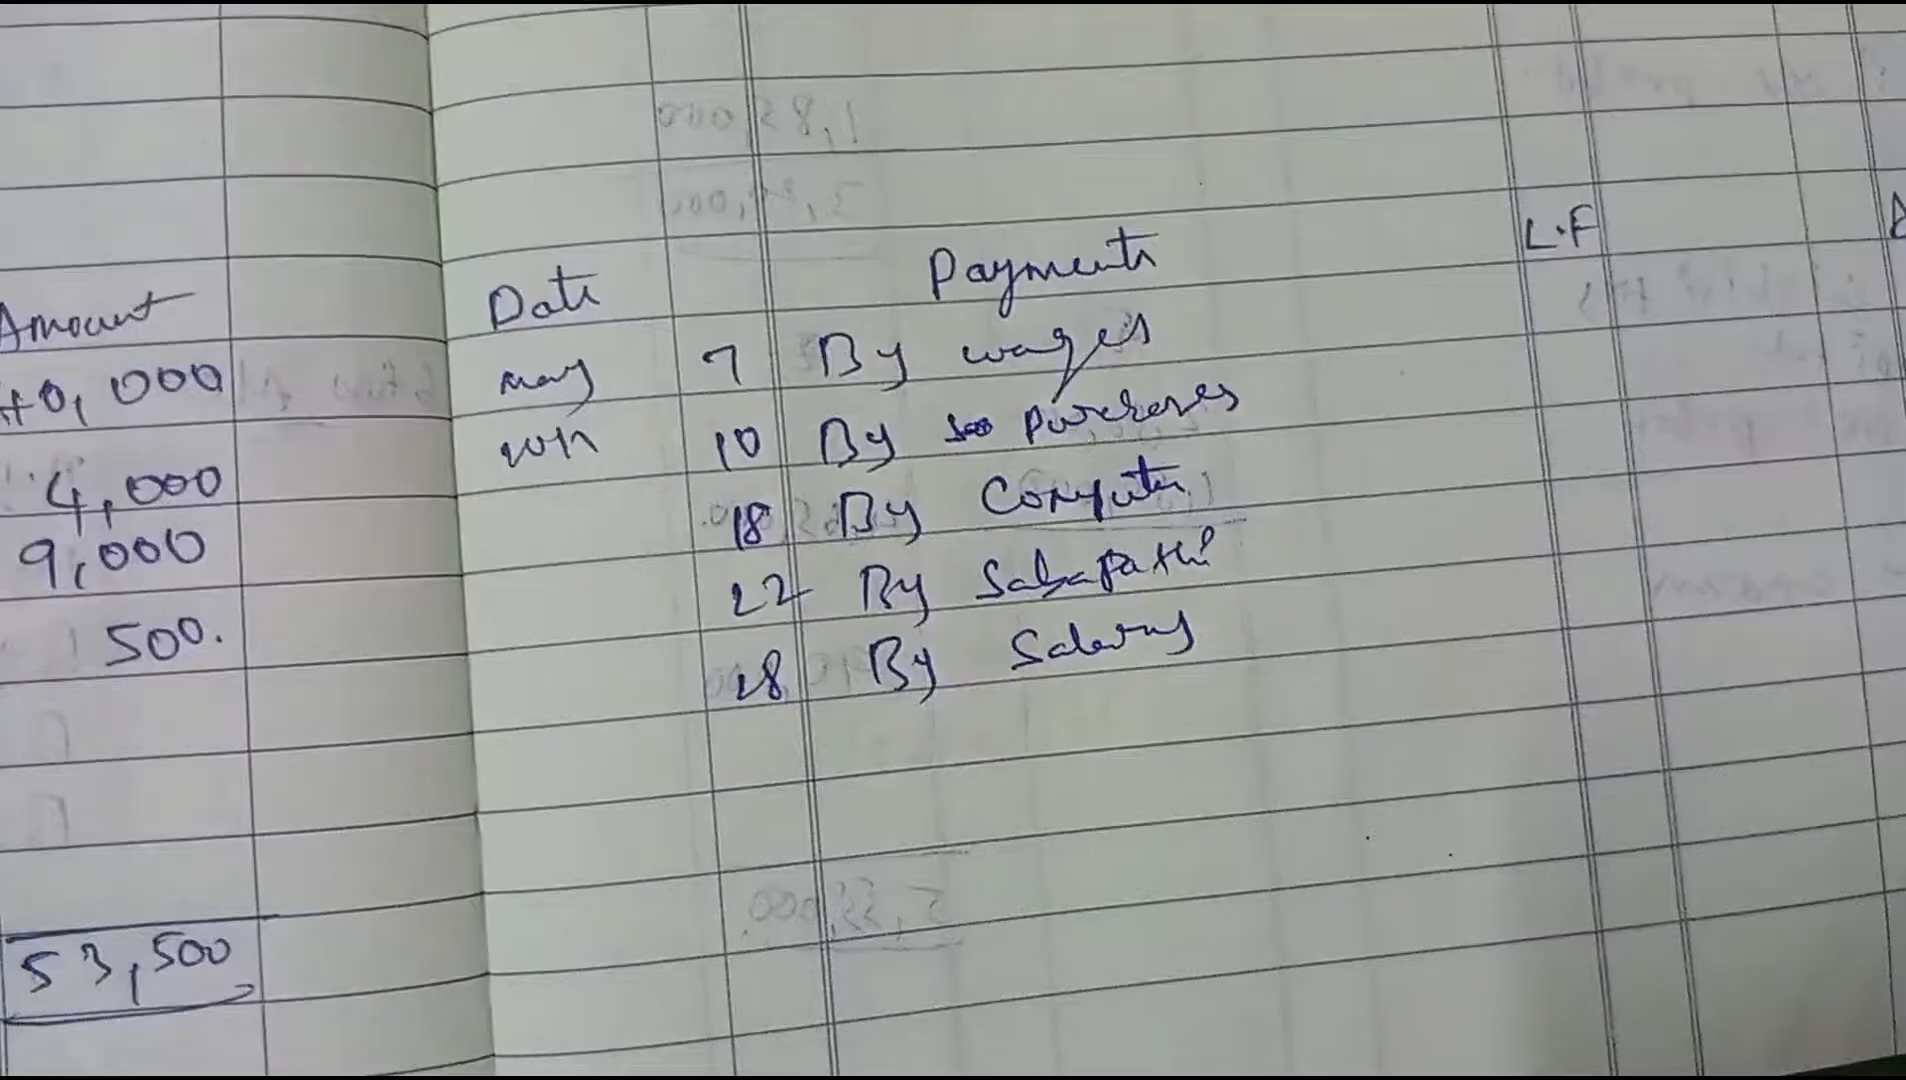 Amount
40,000
4,000
9,000
500.
53,500
Date Payments L.F
May 7 By wages
10 By purchases
18 By Computer
22 By Sabapathi
28 By Salary